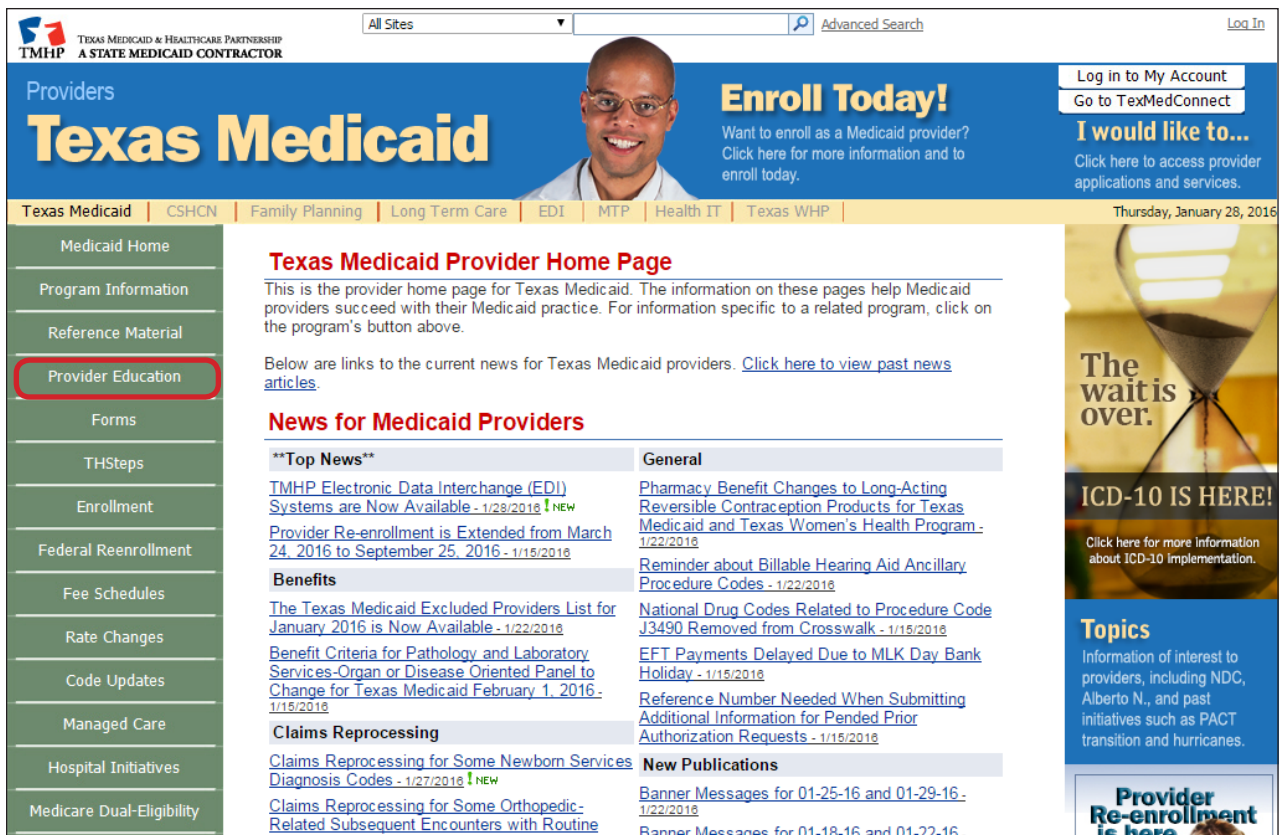 TMHP
TEXAS MEDICAID & HEALTHCARE PARTNERSHIP
A STATE MEDICAID CONTRACTOR
All Sites
Advanced Search
Log In
Providers
Texas Medicaid
Enroll Today!
Want to enroll as a Medicaid provider?
Click here for more information and to
enroll today.
Log in to My Account
Go to TexMedConnect
I would like to...
Click here to access provider
applications and services.
Texas Medicaid | CSHCN | Family Planning | Long Term Care | EDI | MTP | Health IT | Texas WHP |
Thursday, January 28, 2016
Medicaid Home
Program Information
Reference Material
Provider Education
Forms
THSteps
Enrollment
Federal Reenrollment
Fee Schedules
Rate Changes
Code Updates
Managed Care
Hospital Initiatives
Medicare Dual-Eligibility
Texas Medicaid Provider Home Page
This is the provider home page for Texas Medicaid. The information on these pages help Medicaid
providers succeed with their Medicaid practice. For information specific to a related program, click on
the program's button above.
Below are links to the current news for Texas Medicaid providers. Click here to view past news
articles.
News for Medicaid Providers
**Top News**
TMHP Electronic Data Interchange (EDI)
Systems are Now Available - 1/28/2016 ! NEW
Provider Re-enrollment is Extended from March
24, 2016 to September 25, 2016 - 1/15/2016
Benefits
The Texas Medicaid Excluded Providers List for
January 2016 is Now Available - 1/22/2016
Benefit Criteria for Pathology and Laboratory
Services-Organ or Disease Oriented Panel to
Change for Texas Medicaid February 1, 2016 -
1/15/2016
Claims Reprocessing
Claims Reprocessing for Some Newborn Services
Diagnosis Codes - 1/27/2016 ! NEW
Claims Reprocessing for Some Orthopedic-
Related Subsequent Encounters with Routine
General
Pharmacy Benefit Changes to Long-Acting
Reversible Contraception Products for Texas
Medicaid and Texas Women's Health Program -
1/22/2016
Reminder about Billable Hearing Aid Ancillary
Procedure Codes - 1/22/2016
National Drug Codes Related to Procedure Code
J3490 Removed from Crosswalk - 1/15/2016
EFT Payments Delayed Due to MLK Day Bank
Holiday - 1/15/2016
Reference Number Needed When Submitting
Additional Information for Pended Prior
Authorization Requests - 1/15/2016
New Publications
Banner Messages for 01-25-16 and 01-29-16 -
1/22/2016
Banner Messages for 01-18-16 and 01-22-16
The
wait is
over.
ICD-10 IS HERE!
Click here for more information
about ICD-10 implementation.
Topics
Information of interest to
providers, including NDC,
Alberto N., and past
initiatives such as PACT
transition and hurricanes.
Provider
Re-enrollment
is here